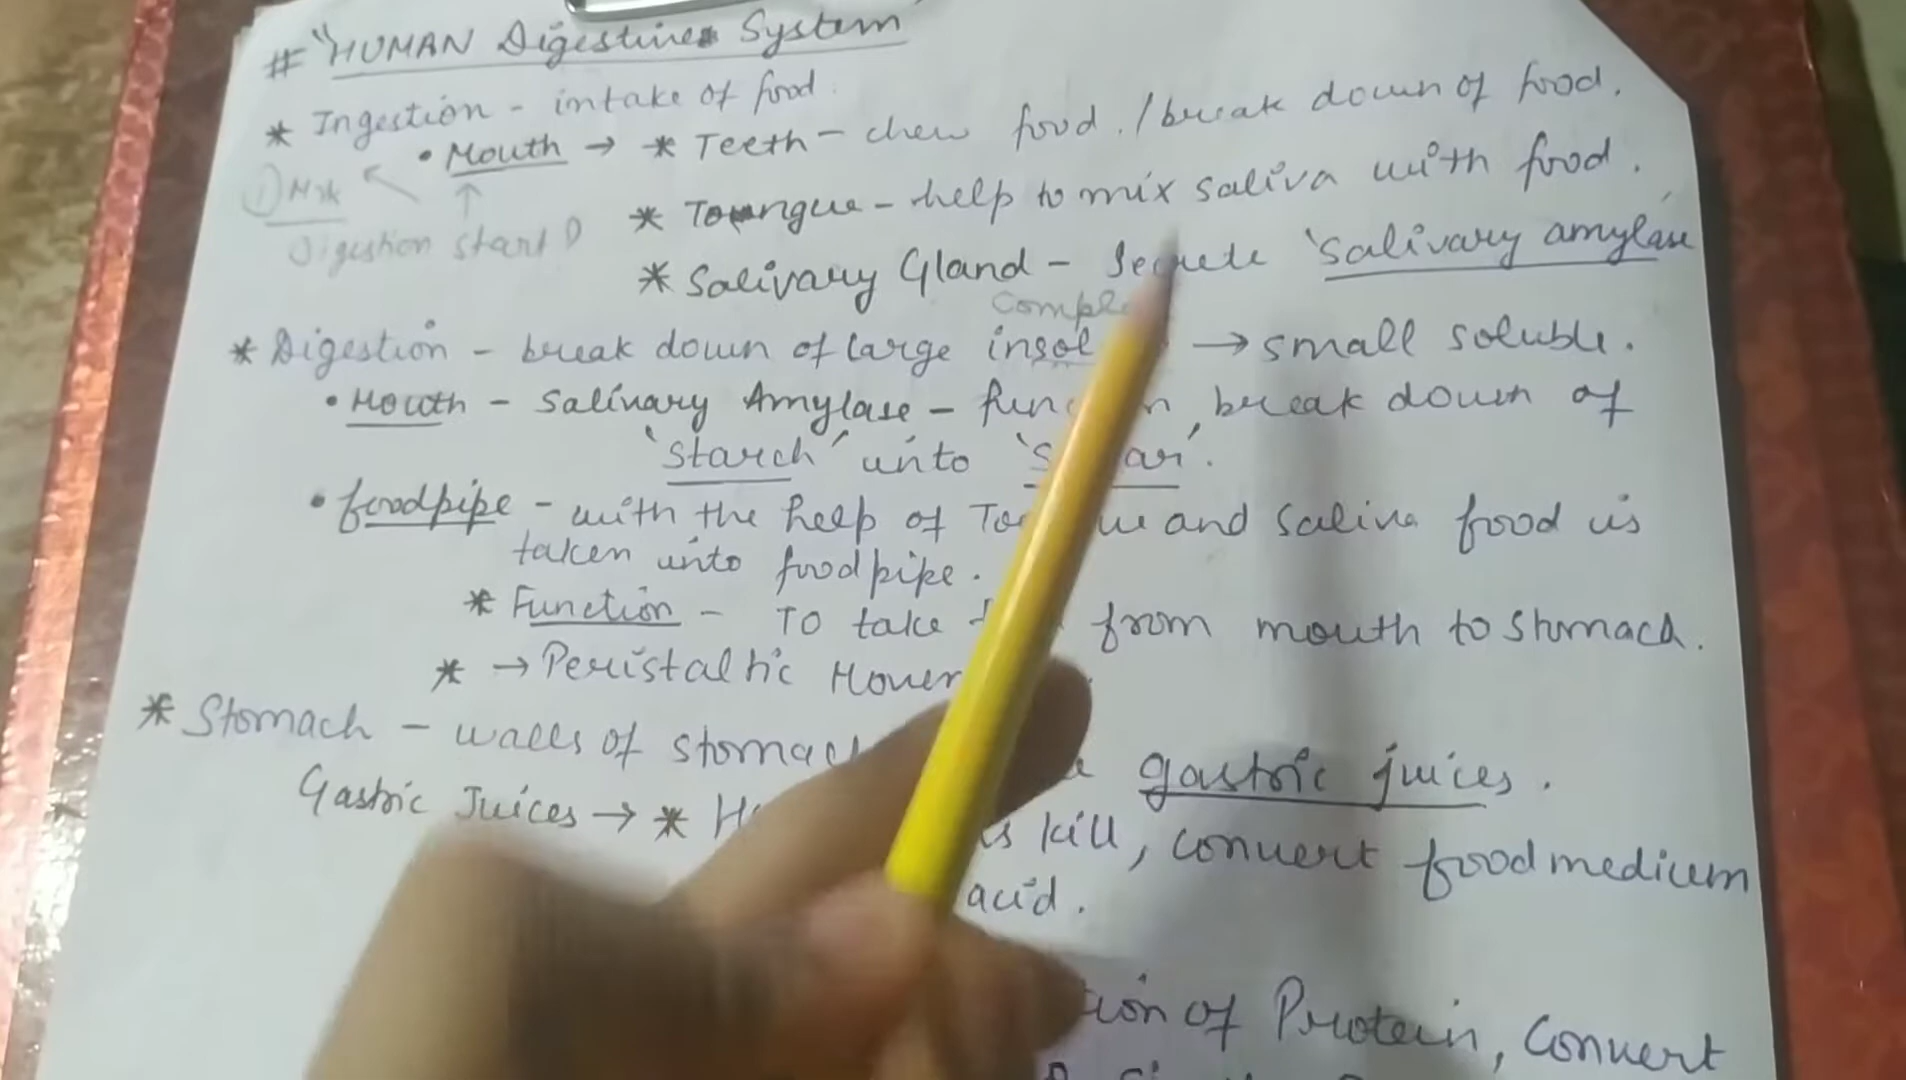 # "HUMAN Digestive System
* Ingestion - intake of food.
• Mouth → * Teeth - chew food. / break down of food.
Digestion start
* Toungue - help to mix saliva with food.
* Salivary Gland - Secrete 'salivary amylase
* Digestion - break down of large → small soluble.
• Mouth - Salivary Amylase - break down of
'starch' into
• foodpipe - with the help of and saliva food is
taken into foodpipe.
* Function - To take from mouth to stomach.
* → Peristaltic
* Stomach - walls of gastric juices.
Gastric Juices → * kill, convert food medium
acid.
of Protein, Convert